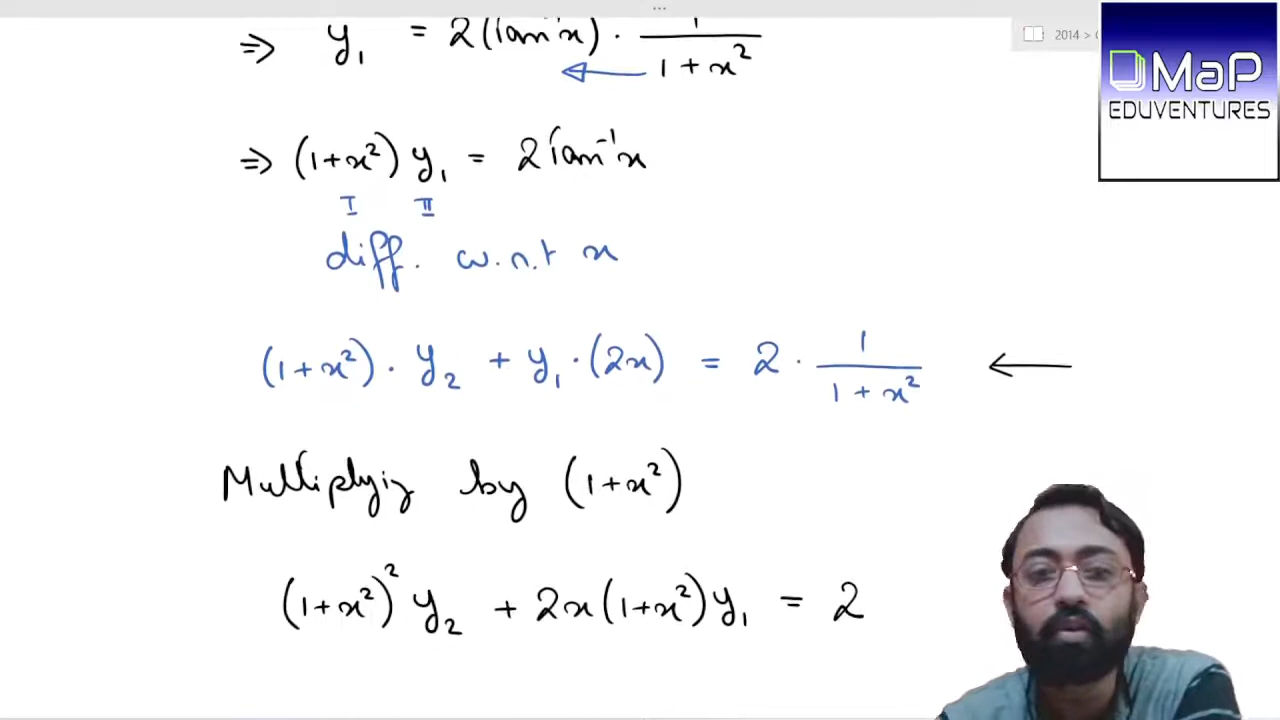 ⇒ y₁ = 2(tan⁻¹x) · 1/(1+x²)
2014 >
MaP
EDUVENTURES
⇒ (1+x²) y₁ = 2 tan⁻¹x
I II
diff. w.r.t x
(1+x²) · y₂ + y₁ · (2x) = 2 · 1/(1+x²) ←
Multiplyig by (1+x²)
(1+x²)² y₂ + 2x(1+x²)y₁ = 2